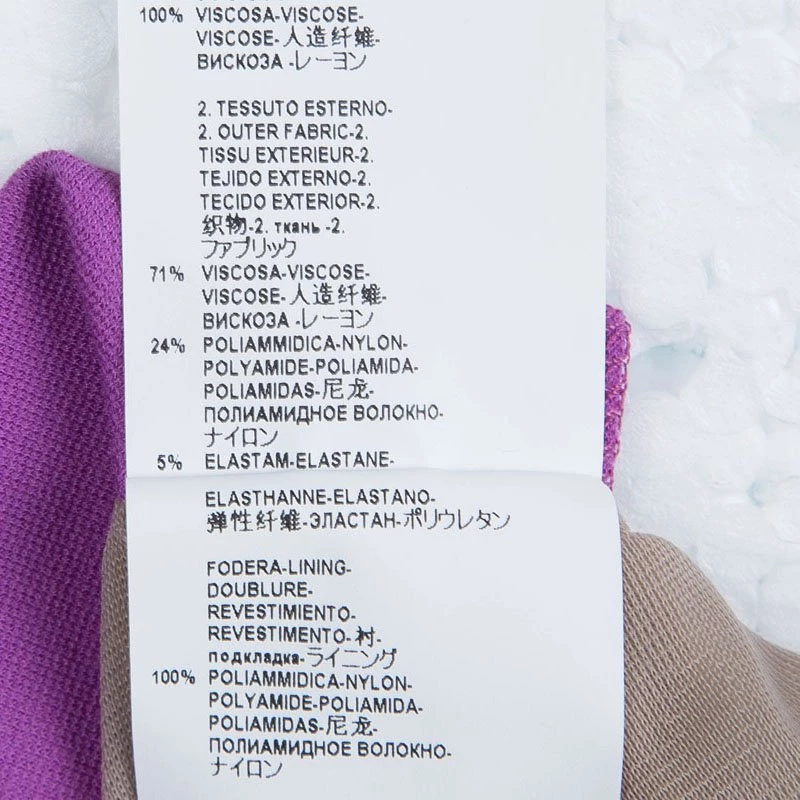 100% VISCOSA-VISCOSE-
VISCOSE-人造纤维-
ВИСКОЗА -レーヨン
2. TESSUTO ESTERNO-
2. OUTER FABRIC-2.
TISSU EXTERIEUR-2.
TEJIDO EXTERNO-2.
TECIDO EXTERIOR-2.
织物-2. ткань -2.
ファブリック
71% VISCOSA-VISCOSE-
VISCOSE-人造纤维-
ВИСКОЗА -レーヨン
24% POLIAMMIDICA-NYLON-
POLYAMIDE-POLIAMIDA-
POLIAMIDAS-尼龙-
ПОЛИАМИДНОЕ ВОЛОКНО-
ナイロン
5% ELASTAM-ELASTANE-
ELASTHANNE-ELASTANO-
弹性纤维-ЭЛАСТАН-ポリウレタン
FODERA-LINING-
DOUBLURE-
REVESTIMIENTO-
REVESTIMENTO-衬-
подкладка-ライニング
100% POLIAMMIDICA-NYLON-
POLYAMIDE-POLIAMIDA-
POLIAMIDAS-尼龙-
ПОЛИАМИДНОЕ ВОЛОКНО-
ナイロン